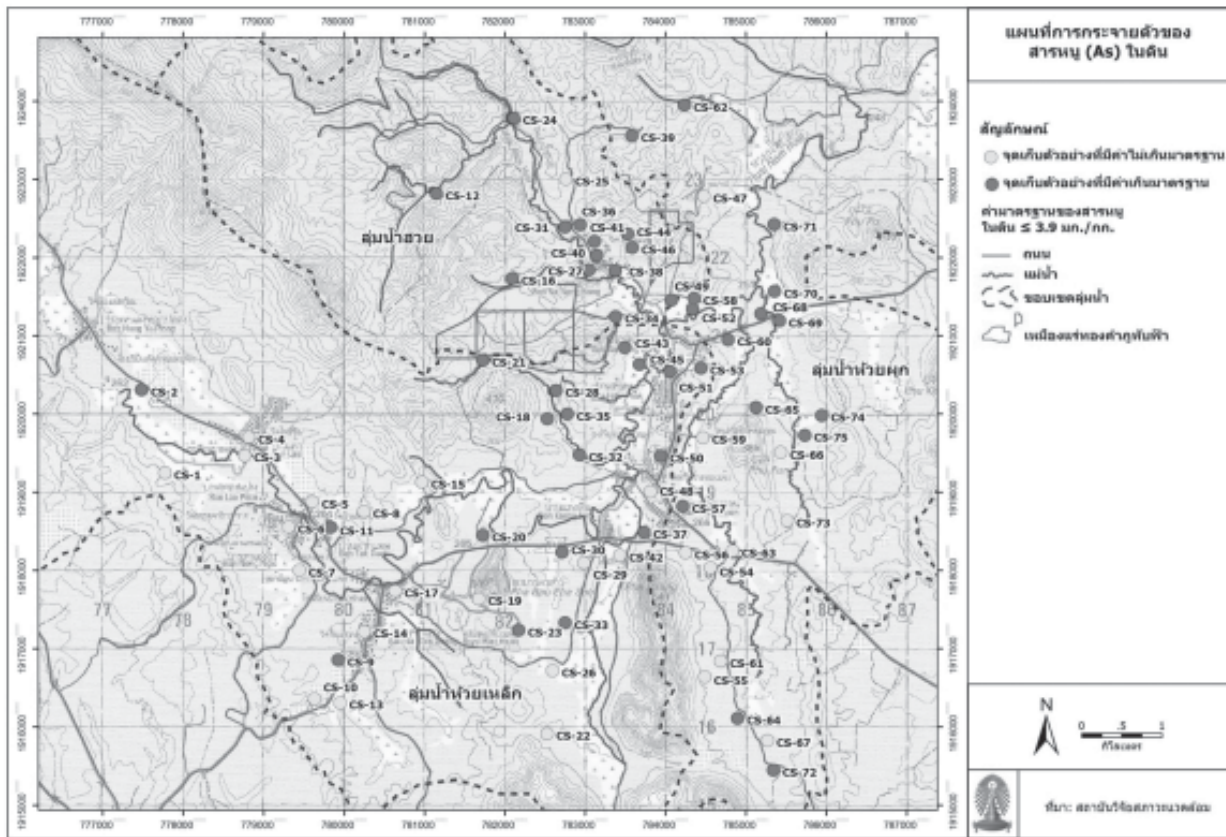 777000 778000 779000 780000 781000 782000 783000 784000 785000 786000 787000
แผนที่การกระจายตัวของ
สารหนู (As) ในดิน
สัญลักษณ์
จุดเก็บตัวอย่างที่มีค่าไม่เกินมาตรฐาน
จุดเก็บตัวอย่างที่มีค่าเกินมาตรฐาน
ค่ามาตรฐานของสารหนู
ในดิน ≤ 3.9 มก./กก.
ถนน
แม่น้ำ
ขอบเขตลุ่มน้ำ
เหมืองแร่ทองคำภูทับฟ้า
N
0 .5 1
กิโลเมตร
ที่มา: สถาบันวิจัยสภาวะแวดล้อม
1924000
1923000
1922000
1921000
1920000
1919000
1918000
1917000
1916000
1915000
CS-62
CS-24
CS-39
CS-25
CS-12
CS-47
CS-36
CS-31
CS-41
CS-44
CS-71
ลุ่มน้ำฮวย
CS-40
CS-46
CS-27
CS-38
CS-16
CS-49
CS-58
CS-70
CS-34
CS-52
CS-68
CS-69
CS-43
CS-60
CS-21
CS-45
CS-53
ลุ่มน้ำห้วยผุก
CS-2
CS-28
CS-51
CS-18
CS-35
CS-65
CS-74
CS-4
CS-59
CS-75
CS-3
CS-32
CS-50
CS-66
CS-1
CS-15
CS-48
CS-5
CS-8
CS-57
CS-73
CS-6
CS-11
CS-20
CS-37
CS-30
CS-42
CS-56
CS-63
CS-7
CS-29
CS-54
CS-17
CS-19
CS-14
CS-23
CS-33
CS-9
CS-61
CS-10
CS-26
CS-55
CS-13
ลุ่มน้ำห้วยเหล็ก
CS-64
CS-22
CS-67
CS-72
777000 778000 779000 780000 781000 782000 783000 784000 785000 786000 787000